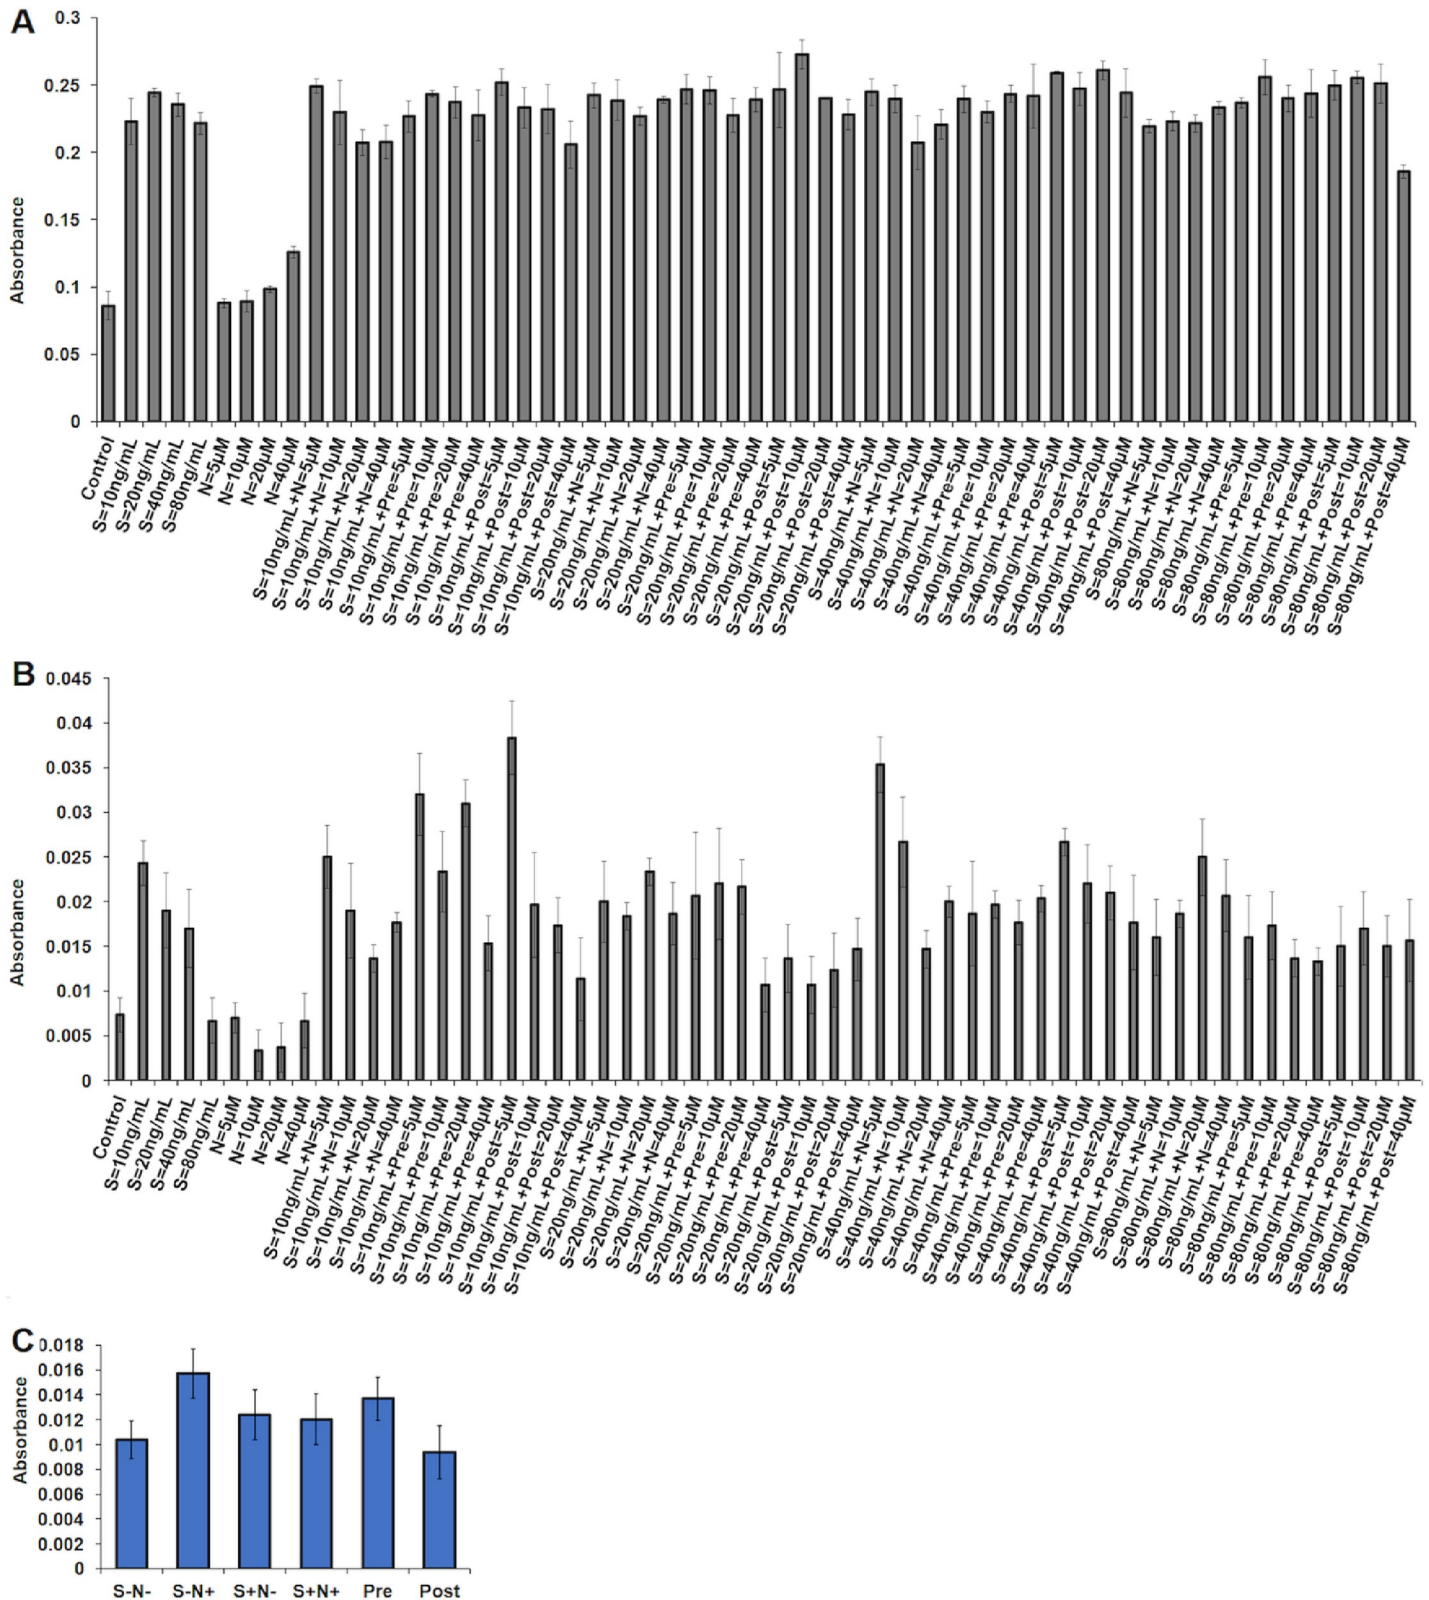 A
0.3
0.25
0.2
0.15
0.1
0.05
0
Absorbance
Control
S=10ng/mL
S=20ng/mL
S=40ng/mL
S=80ng/mL
N=5µM
N=10µM
N=20µM
N=40µM
S=10ng/mL+N=5µM
S=10ng/mL+N=10µM
S=10ng/mL+N=20µM
S=10ng/mL+N=40µM
S=10ng/mL+Pre=5µM
S=10ng/mL+Pre=10µM
S=10ng/mL+Pre=20µM
S=10ng/mL+Pre=40µM
S=10ng/mL+Post=5µM
S=10ng/mL+Post=10µM
S=10ng/mL+Post=20µM
S=10ng/mL+Post=40µM
S=20ng/mL+N=5µM
S=20ng/mL+N=10µM
S=20ng/mL+N=20µM
S=20ng/mL+N=40µM
S=20ng/mL+Pre=5µM
S=20ng/mL+Pre=10µM
S=20ng/mL+Pre=20µM
S=20ng/mL+Pre=40µM
S=20ng/mL+Post=5µM
S=20ng/mL+Post=10µM
S=20ng/mL+Post=20µM
S=20ng/mL+Post=40µM
S=40ng/mL+N=5µM
S=40ng/mL+N=10µM
S=40ng/mL+N=20µM
S=40ng/mL+N=40µM
S=40ng/mL+Pre=5µM
S=40ng/mL+Pre=10µM
S=40ng/mL+Pre=20µM
S=40ng/mL+Pre=40µM
S=40ng/mL+Post=5µM
S=40ng/mL+Post=10µM
S=40ng/mL+Post=20µM
S=40ng/mL+Post=40µM
S=80ng/mL+N=5µM
S=80ng/mL+N=10µM
S=80ng/mL+N=20µM
S=80ng/mL+N=40µM
S=80ng/mL+Pre=5µM
S=80ng/mL+Pre=10µM
S=80ng/mL+Pre=20µM
S=80ng/mL+Pre=40µM
S=80ng/mL+Post=5µM
S=80ng/mL+Post=10µM
S=80ng/mL+Post=20µM
S=80ng/mL+Post=40µM
B
0.045
0.04
0.035
0.03
0.025
0.02
0.015
0.01
0.005
0
Absorbance
Control
S=10ng/mL
S=20ng/mL
S=40ng/mL
S=80ng/mL
N=5µM
N=10µM
N=20µM
N=40µM
S=10ng/mL+N=5µM
S=10ng/mL+N=10µM
S=10ng/mL+N=20µM
S=10ng/mL+N=40µM
S=10ng/mL+Pre=5µM
S=10ng/mL+Pre=10µM
S=10ng/mL+Pre=20µM
S=10ng/mL+Pre=40µM
S=10ng/mL+Post=5µM
S=10ng/mL+Post=10µM
S=10ng/mL+Post=20µM
S=10ng/mL+Post=40µM
S=20ng/mL+N=5µM
S=20ng/mL+N=10µM
S=20ng/mL+N=20µM
S=20ng/mL+N=40µM
S=20ng/mL+Pre=5µM
S=20ng/mL+Pre=10µM
S=20ng/mL+Pre=20µM
S=20ng/mL+Pre=40µM
S=20ng/mL+Post=5µM
S=20ng/mL+Post=10µM
S=20ng/mL+Post=20µM
S=20ng/mL+Post=40µM
S=40ng/mL+N=5µM
S=40ng/mL+N=10µM
S=40ng/mL+N=20µM
S=40ng/mL+N=40µM
S=40ng/mL+Pre=5µM
S=40ng/mL+Pre=10µM
S=40ng/mL+Pre=20µM
S=40ng/mL+Pre=40µM
S=40ng/mL+Post=5µM
S=40ng/mL+Post=10µM
S=40ng/mL+Post=20µM
S=40ng/mL+Post=40µM
S=80ng/mL+N=5µM
S=80ng/mL+N=10µM
S=80ng/mL+N=20µM
S=80ng/mL+N=40µM
S=80ng/mL+Pre=5µM
S=80ng/mL+Pre=10µM
S=80ng/mL+Pre=20µM
S=80ng/mL+Pre=40µM
S=80ng/mL+Post=5µM
S=80ng/mL+Post=10µM
S=80ng/mL+Post=20µM
S=80ng/mL+Post=40µM
C
0.018
0.016
0.014
0.012
0.01
0.008
0.006
0.004
0.002
0
Absorbance
S-N- S-N+ S+N- S+N+ Pre Post